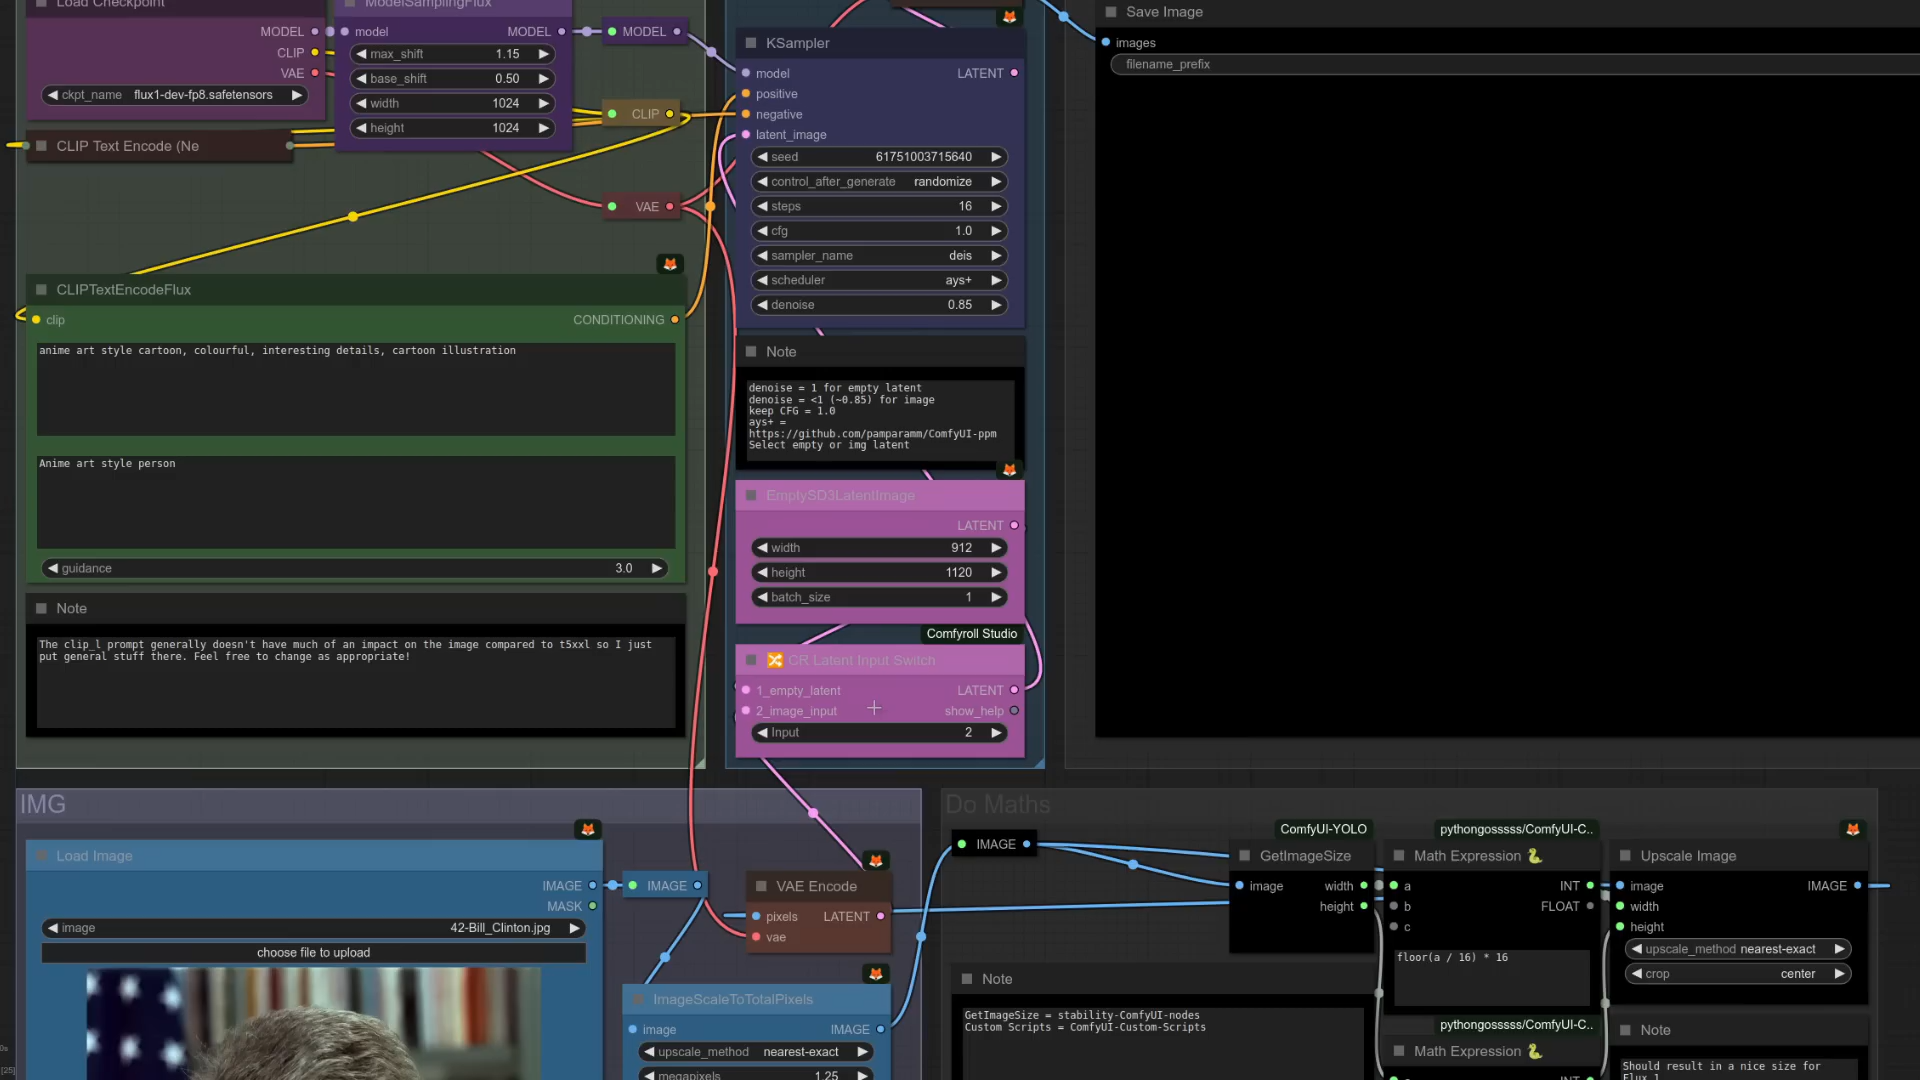 Load Checkpoint
MODEL
CLIP
VAE
ckpt_name flux1-dev-fp8.safetensors
CLIP Text Encode (Ne
ModelSamplingFlux
model MODEL
max_shift 1.15
base_shift 0.50
width 1024
height 1024
MODEL
CLIP
VAE
CLIPTextEncodeFlux
clip CONDITIONING
anime art style cartoon, colourful, interesting details, cartoon illustration
Anime art style person
guidance 3.0
Note
The clip_l prompt generally doesn't have much of an impact on the image compared to t5xxl so I just
put general stuff there. Feel free to change as appropriate!
KSampler
model LATENT
positive
negative
latent_image
seed 61751003715640
control_after_generate randomize
steps 16
cfg 1.0
sampler_name deis
scheduler ays+
denoise 0.85
Note
denoise = 1 for empty latent
denoise = <1 (~0.85) for image
keep CFG = 1.0
ays+ =
https://github.com/pamparamm/ComfyUI-ppm
Select empty or img latent
EmptySD3LatentImage
LATENT
width 912
height 1120
batch_size 1
Comfyroll Studio
CR Latent Input Switch
1_empty_latent LATENT
2_image_input show_help
Input 2
Save Image
images
filename_prefix
IMG
Load Image
IMAGE
MASK
image 42-Bill_Clinton.jpg
choose file to upload
IMAGE
VAE Encode
pixels LATENT
vae
ImageScaleToTotalPixels
image IMAGE
upscale_method nearest-exact
megapixels 1.25
Do Maths
IMAGE
ComfyUI-YOLO
GetImageSize
image width
height
pythongosssss/ComfyUI-C..
Math Expression
a INT
b FLOAT
c
floor(a / 16) * 16
pythongosssss/ComfyUI-C..
Math Expression
Upscale Image
image IMAGE
width
height
upscale_method nearest-exact
crop center
Note
GetImageSize = stability-ComfyUI-nodes
Custom Scripts = ComfyUI-Custom-Scripts
Note
Should result in a nice size for
Flux.1